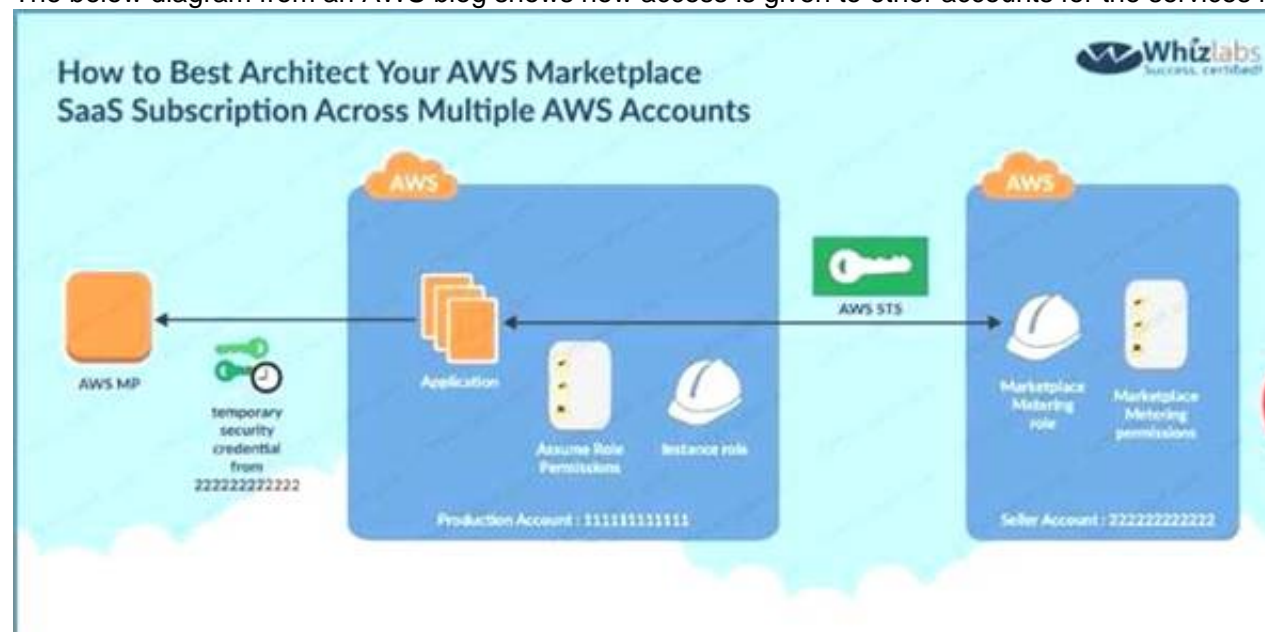 The below diagram from an AWS blog shows how access is given to other accounts for the services
Whizlabs
Success, certified!
How to Best Architect Your AWS Marketplace
SaaS Subscription Across Multiple AWS Accounts
AWS
AWS
AWS STS
AWS MP
Application
temporary
security
credential
from
222222222222
Assume Role
Permissions
Instance role
Marketplace
Metering
role
Marketplace
Metering
permissions
Production Account : 111111111111
Seller Account : 222222222222